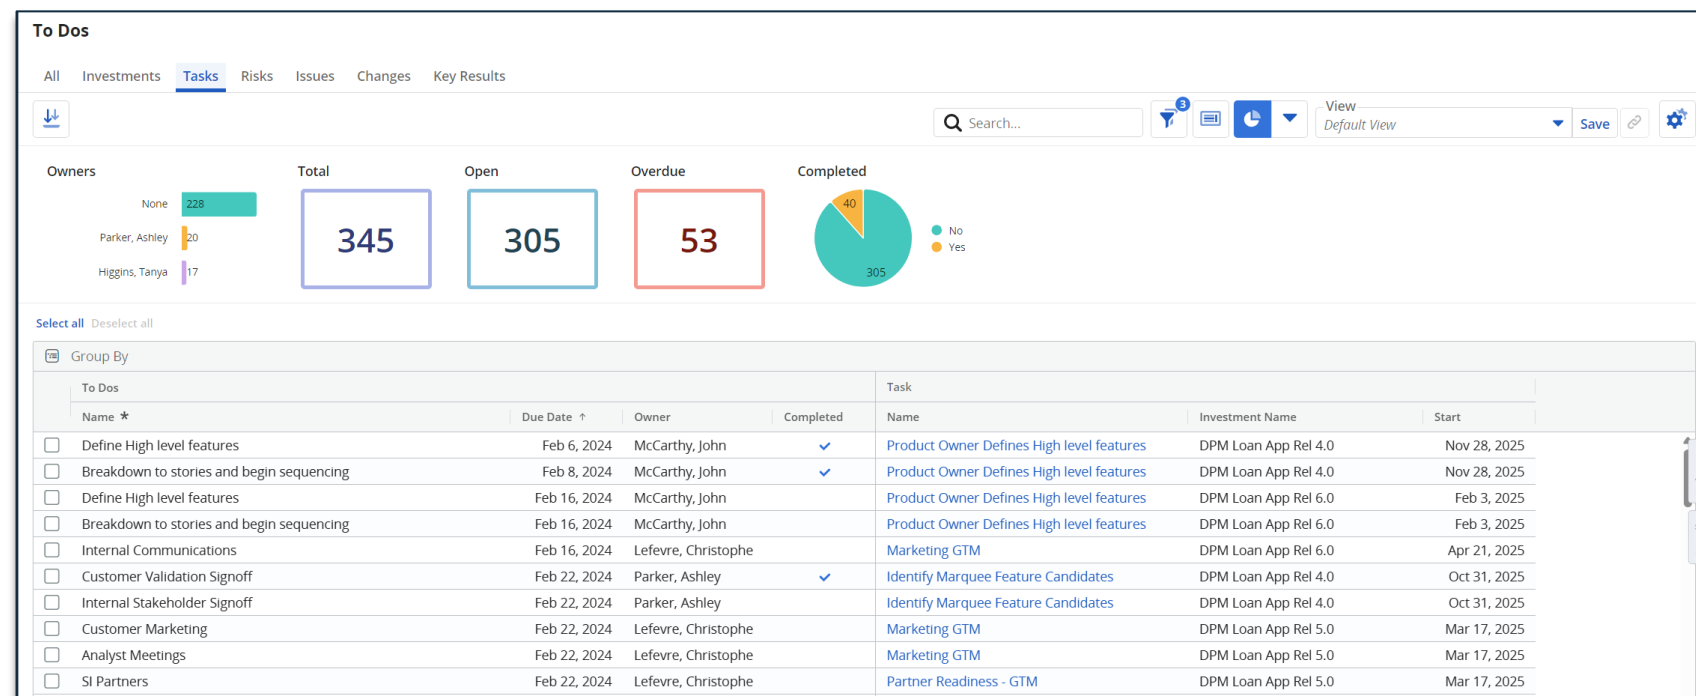 To Dos
All Investments Tasks Risks Issues Changes Key Results
Search... 3 View Default View Save
Owners Total Open Overdue Completed
None 228
Parker, Ashley 20
Higgins, Tanya 17
345
305
53
40
305
No
Yes
Select all Deselect all
Group By
To Dos Task
Name * Due Date ↑ Owner Completed Name Investment Name Start
Define High level features Feb 6, 2024 McCarthy, John ✓ Product Owner Defines High level features DPM Loan App Rel 4.0 Nov 28, 2025
Breakdown to stories and begin sequencing Feb 8, 2024 McCarthy, John ✓ Product Owner Defines High level features DPM Loan App Rel 4.0 Nov 28, 2025
Define High level features Feb 16, 2024 McCarthy, John Product Owner Defines High level features DPM Loan App Rel 6.0 Feb 3, 2025
Breakdown to stories and begin sequencing Feb 16, 2024 McCarthy, John Product Owner Defines High level features DPM Loan App Rel 6.0 Feb 3, 2025
Internal Communications Feb 16, 2024 Lefevre, Christophe Marketing GTM DPM Loan App Rel 6.0 Apr 21, 2025
Customer Validation Signoff Feb 22, 2024 Parker, Ashley ✓ Identify Marquee Feature Candidates DPM Loan App Rel 4.0 Oct 31, 2025
Internal Stakeholder Signoff Feb 22, 2024 Parker, Ashley Identify Marquee Feature Candidates DPM Loan App Rel 4.0 Oct 31, 2025
Customer Marketing Feb 22, 2024 Lefevre, Christophe Marketing GTM DPM Loan App Rel 5.0 Mar 17, 2025
Analyst Meetings Feb 22, 2024 Lefevre, Christophe Marketing GTM DPM Loan App Rel 5.0 Mar 17, 2025
SI Partners Feb 22, 2024 Lefevre, Christophe Partner Readiness - GTM DPM Loan App Rel 5.0 Mar 17, 2025